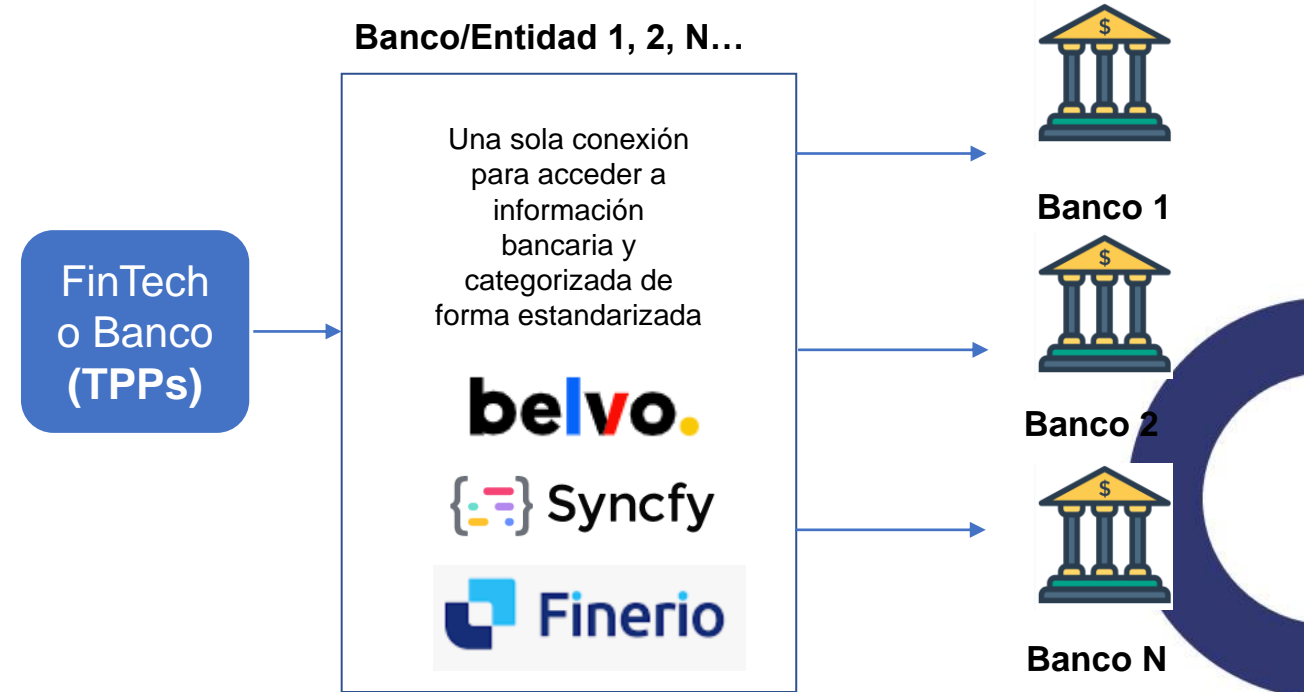 Banco/Entidad 1, 2, N…
Una sola conexión
para acceder a
información
bancaria y
categorizada de
forma estandarizada
FinTech
o Banco
(TPPs)
belvo.
Syncfy
Finerio
$
Banco 1
$
Banco 2
$
Banco N